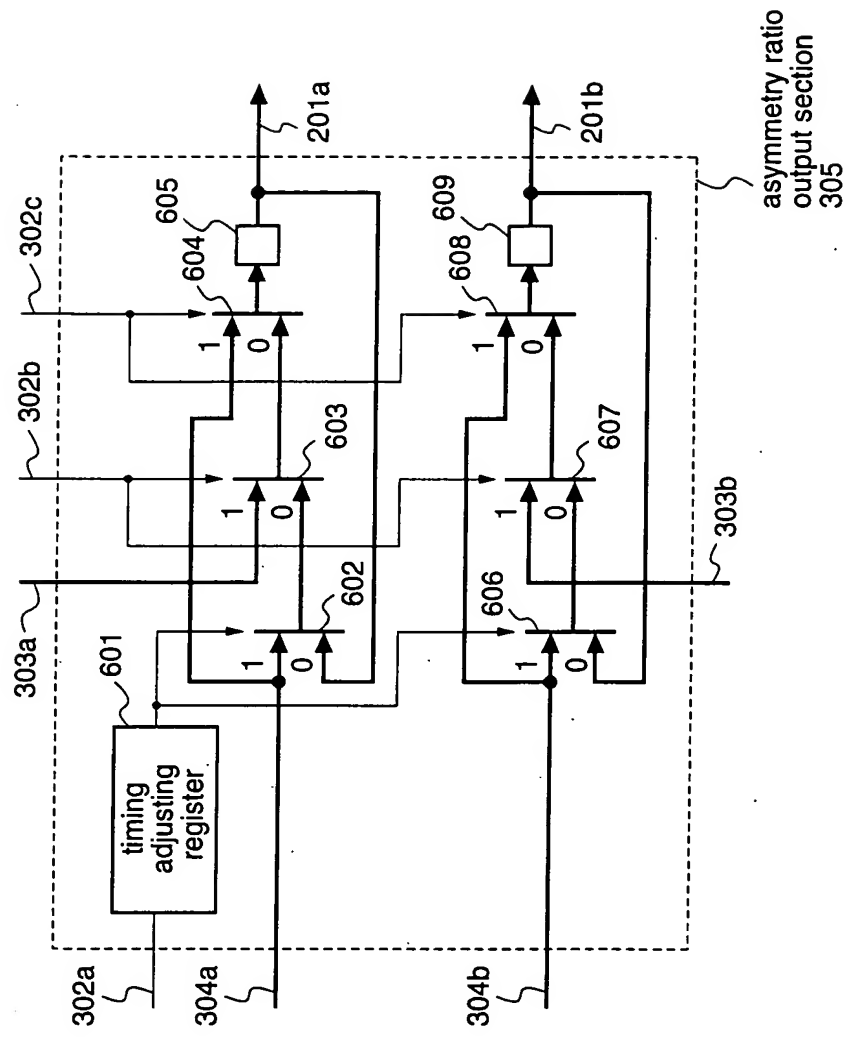 302c
302b
303a
601
timing
adjusting
register
302a
304a
304b
605
604
1
0
603
1
0
602
1
0
201a
609
608
1
0
607
1
0
606
1
0
201b
303b
asymmetry ratio
output section
305